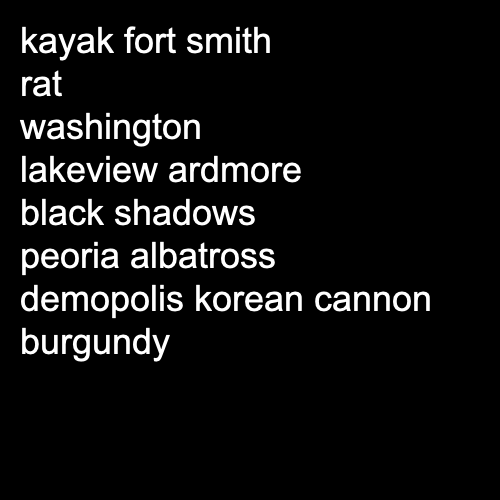 kayak fort smith
rat
washington
lakeview ardmore
black shadows
peoria albatross
demopolis korean cannon
burgundy